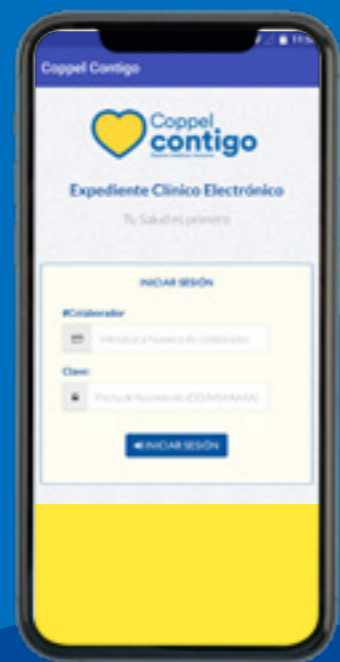 Coppel Contigo
Coppel
contigo
Expediente Clínico Electrónico
Tu Salud es primero
INICIAR SESIÓN
#Colaborador
Introduzca Numero de colaborador
Clave:
Fecha de Nacimiento (DD/MM/AAAA)
INICIAR SESIÓN